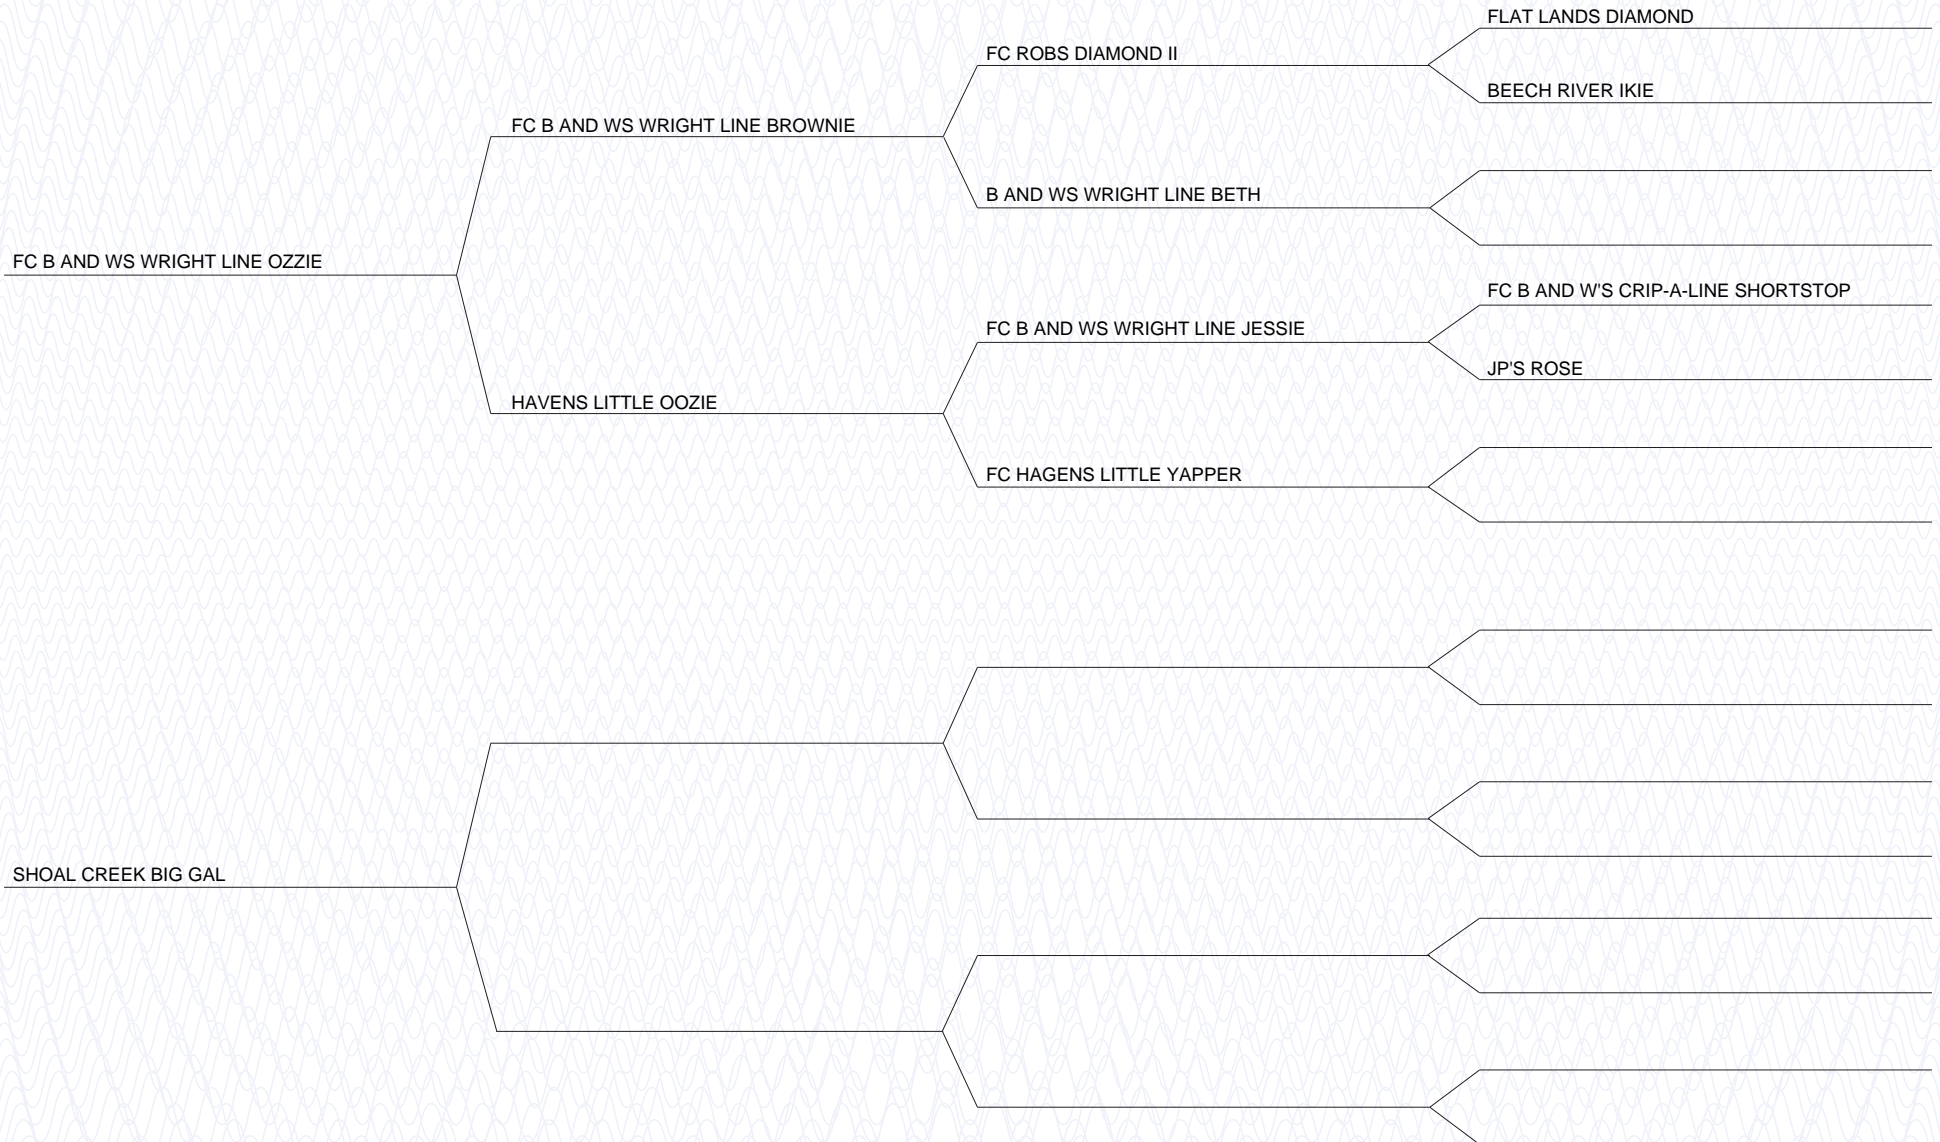 FLAT LANDS DIAMOND
FC ROBS DIAMOND II
BEECH RIVER IKIE
FC B AND WS WRIGHT LINE BROWNIE
B AND WS WRIGHT LINE BETH
FC B AND WS WRIGHT LINE OZZIE
FC B AND W'S CRIP-A-LINE SHORTSTOP
FC B AND WS WRIGHT LINE JESSIE
JP'S ROSE
HAVENS LITTLE OOZIE
FC HAGENS LITTLE YAPPER
SHOAL CREEK BIG GAL